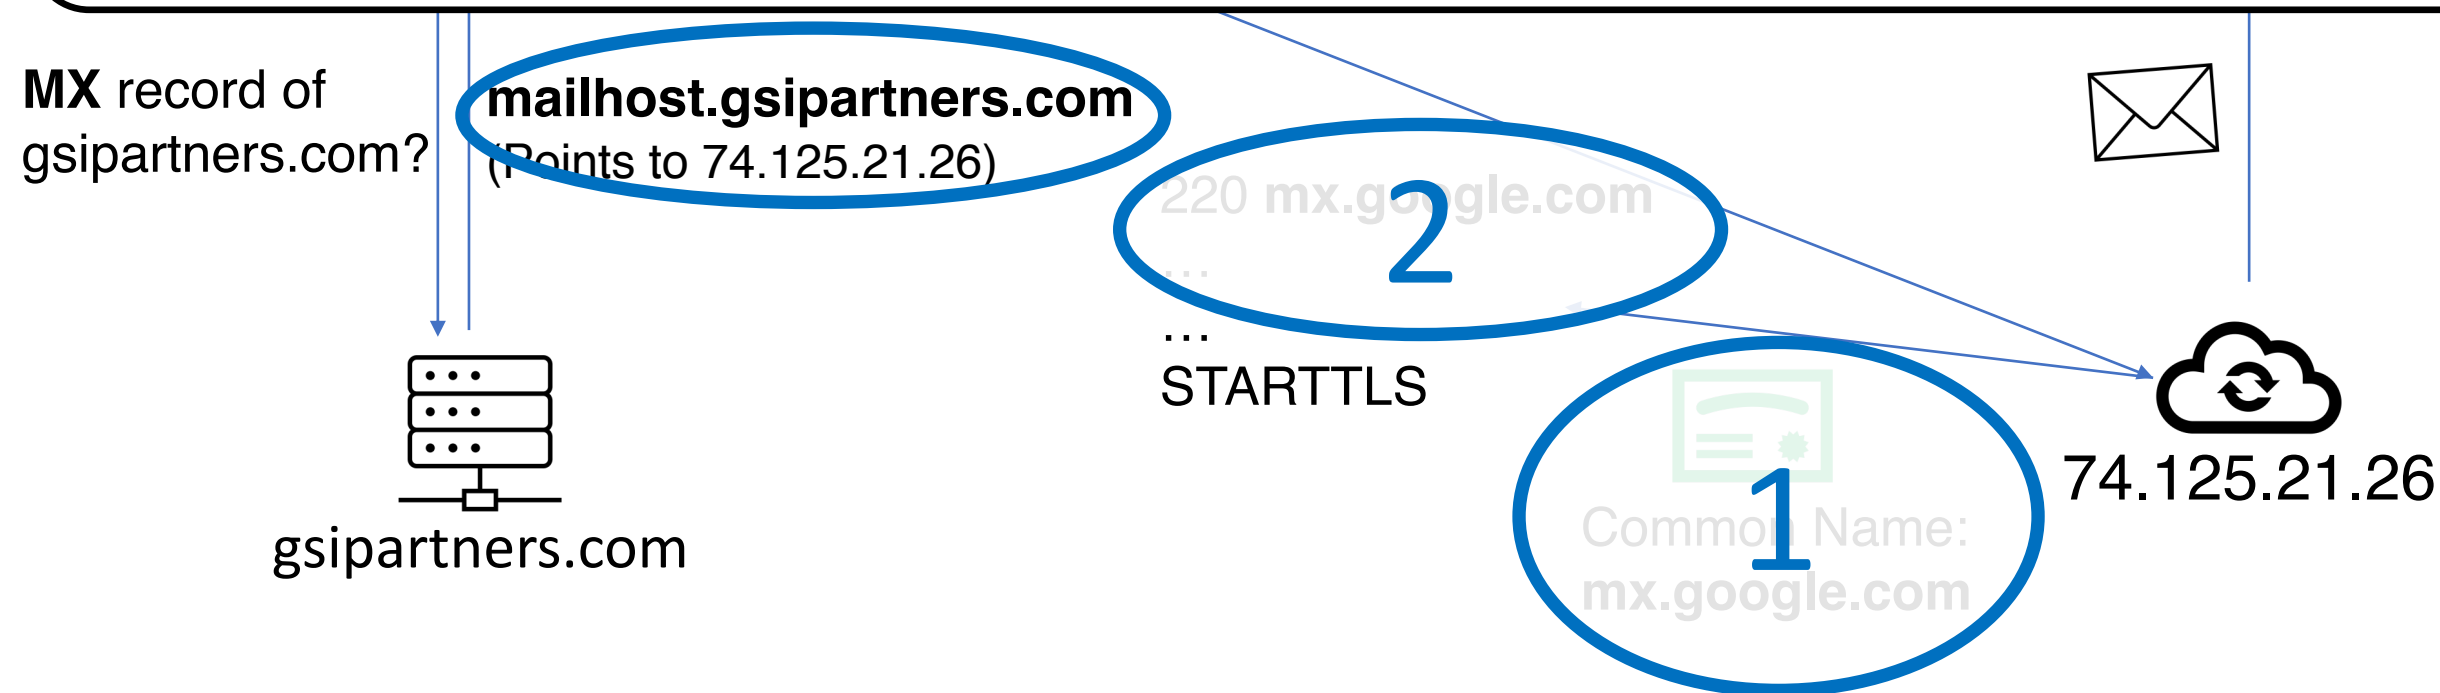 MX record of
gsipartners.com?
mailhost.gsipartners.com
(Points to 74.125.21.26)
220 mx.google.com
2
…
…
STARTTLS
1
Common Name:
mx.google.com
74.125.21.26
gsipartners.com